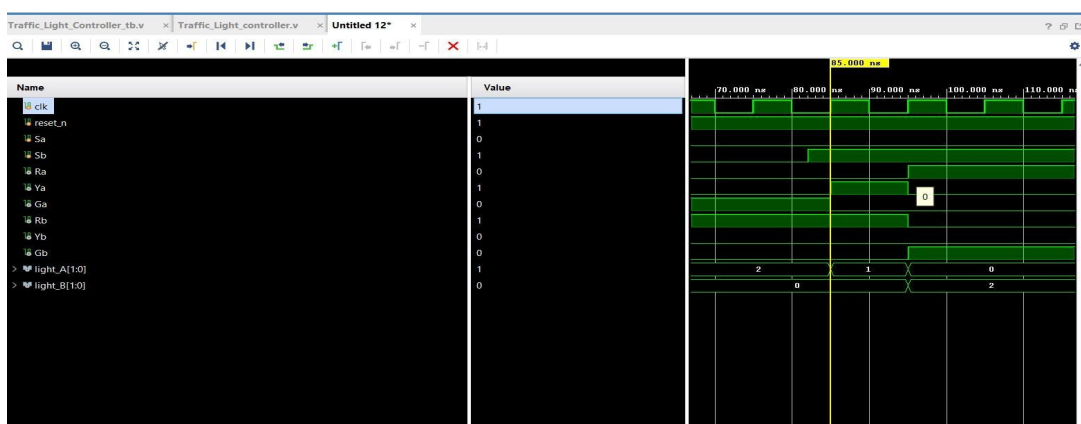 Traffic_Light_Controller_tb.v × Traffic_Light_controller.v × Untitled 12* ×
85.000 ns
Name Value 70.000 ns 80.000 ns 90.000 ns 100.000 ns 110.000 ns
clk 1
reset_n 1
Sa 0
Sb 1
Ra 0
Ya 1
Ga 0 0
Rb 1
Yb 0
Gb 0
light_A[1:0] 1 2 1 0
light_B[1:0] 0 0 2